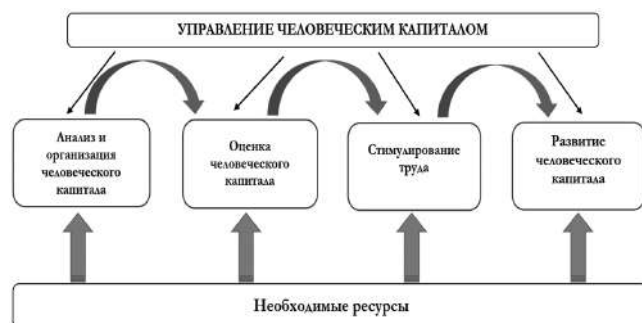 УПРАВЛЕНИЕ ЧЕЛОВЕЧЕСКИМ КАПИТАЛОМ
Анализ и
организация
человеческого
капитала
Оценка
человеческого
капитала
Стимулирование
труда
Развитие
человеческого
капитала
Необходимые ресурсы